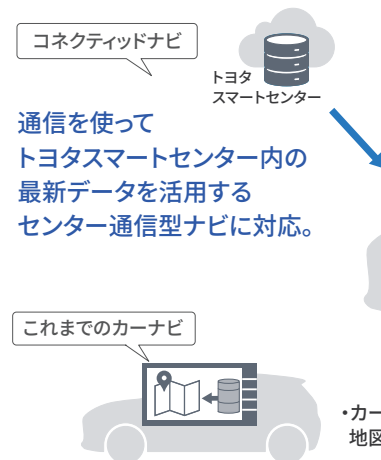 コネクティッドナビ
トヨタ
スマートセンター
通信を使って
トヨタスマートセンター内の
最新データを活用する
センター通信型ナビに対応。
これまでのカーナビ
・カー
地図